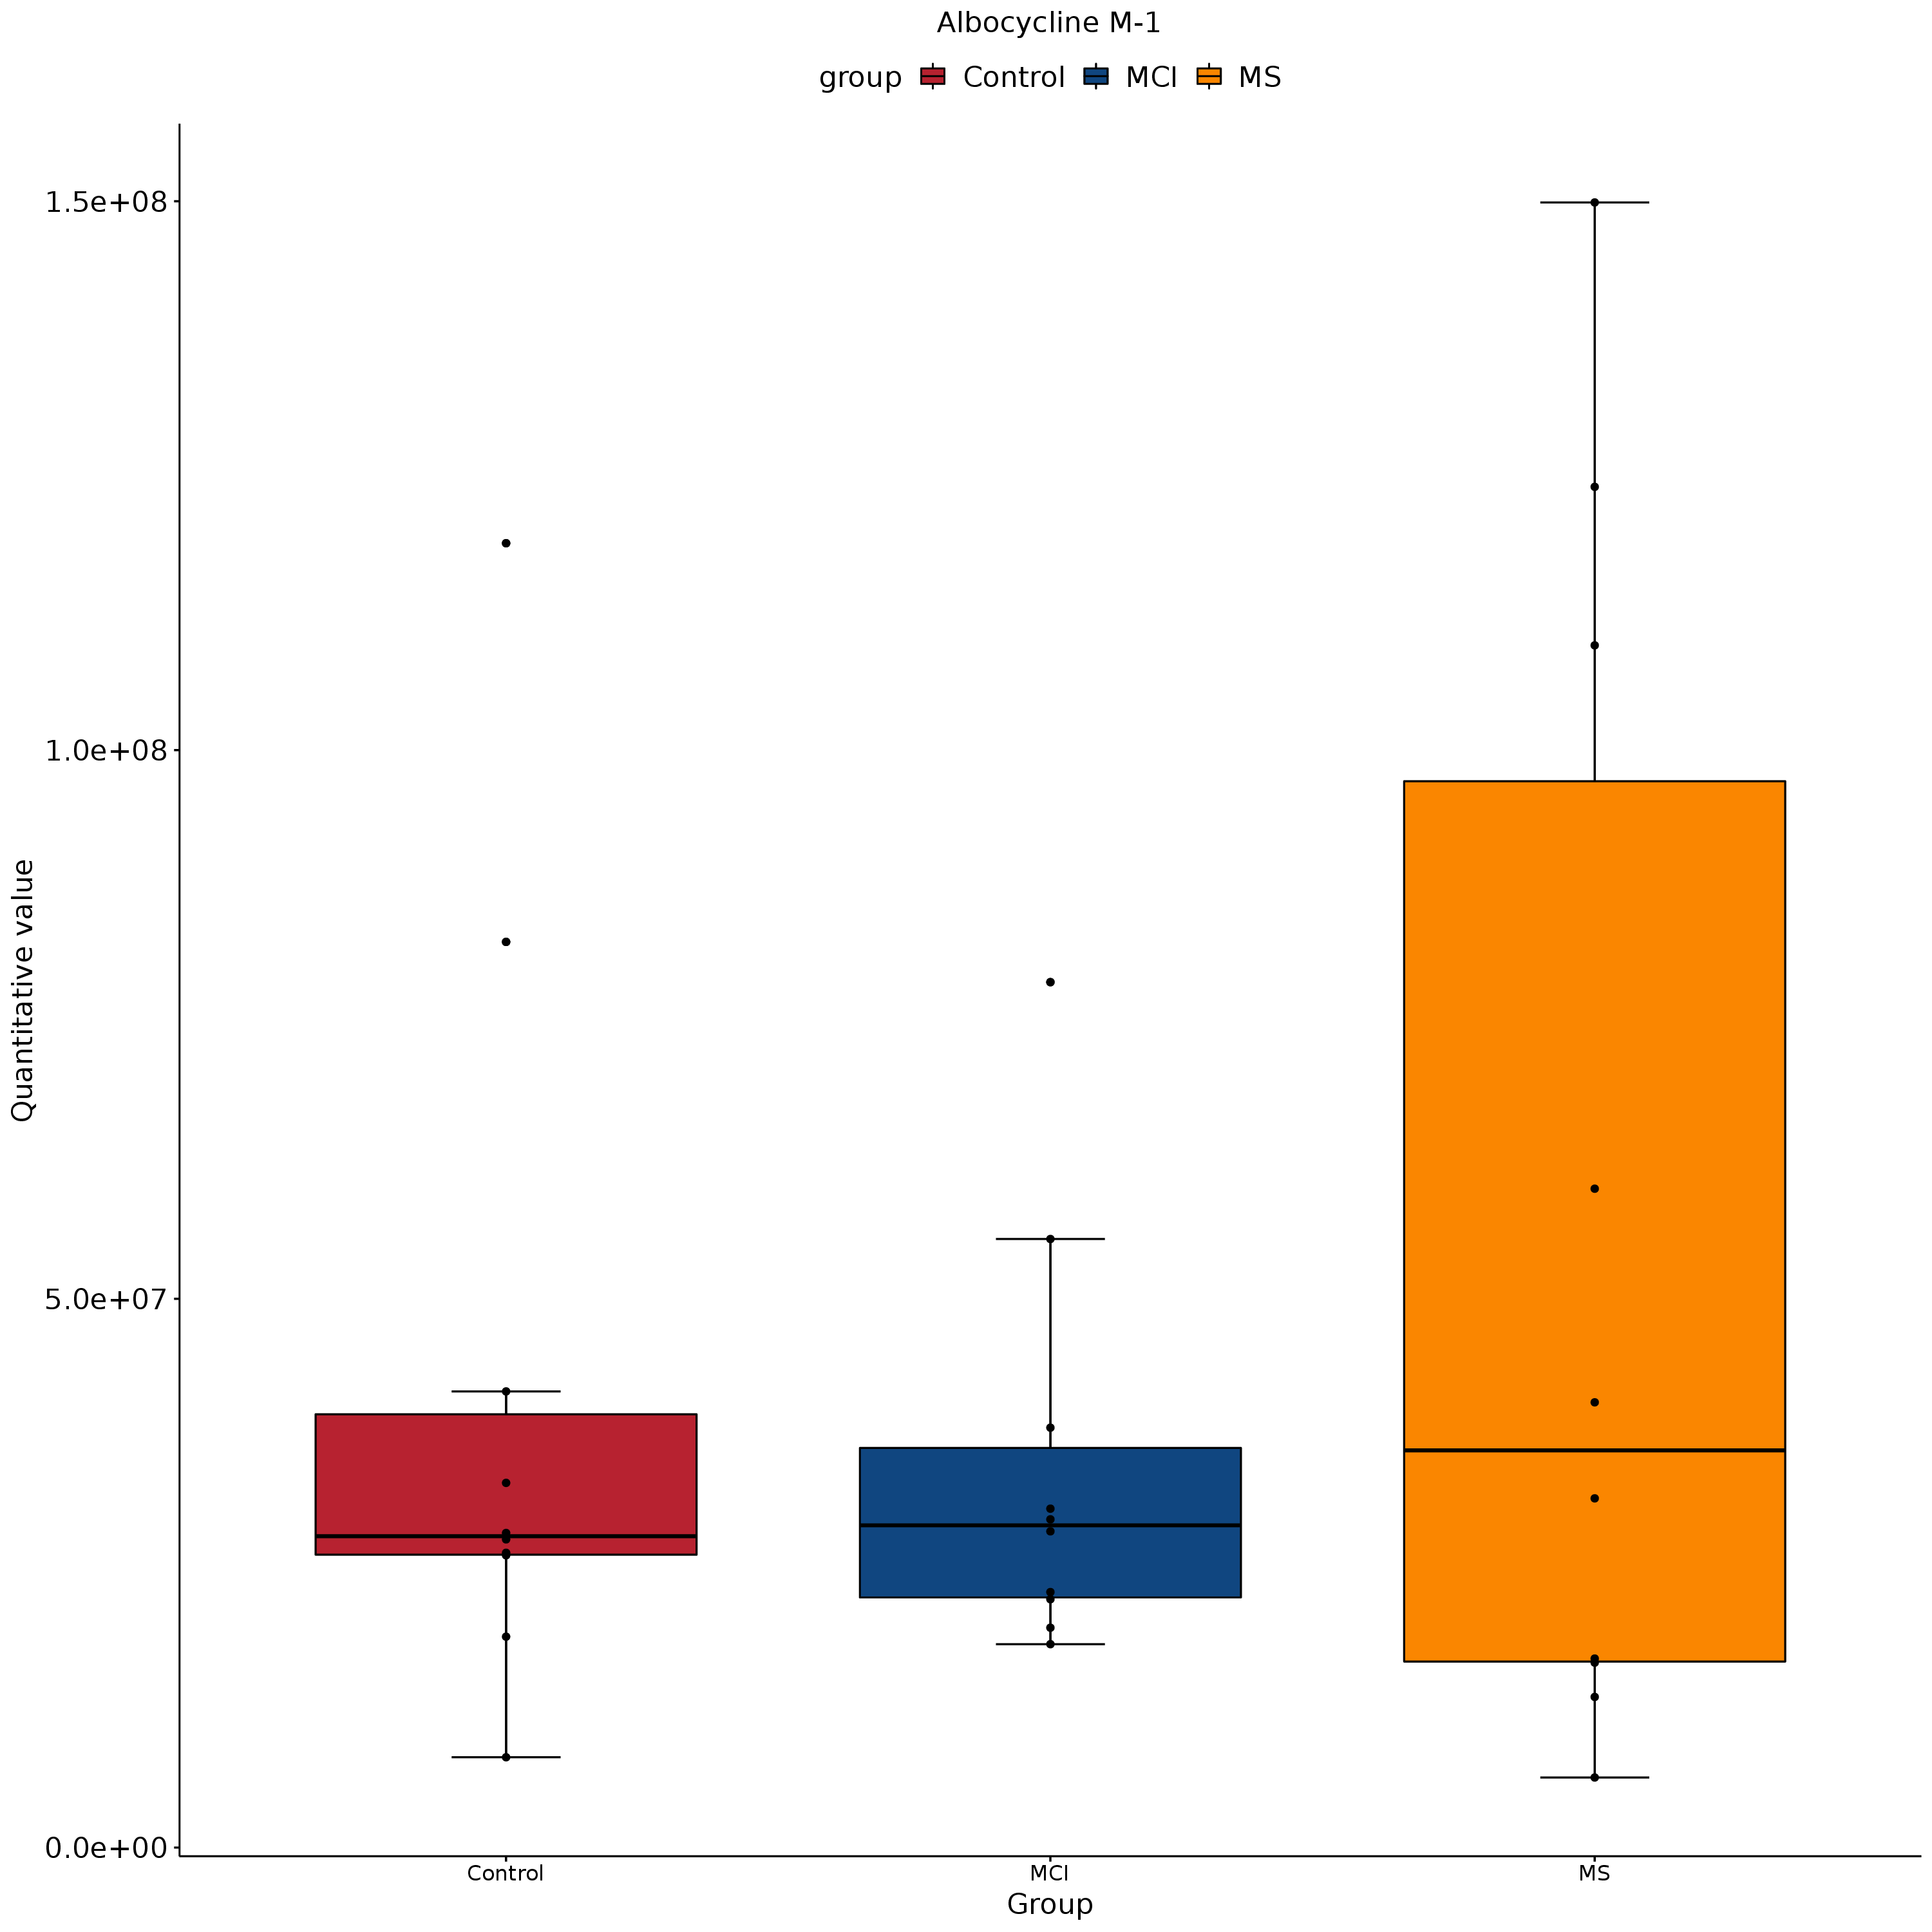 Albocycline M-1
group Control MCI MS
1.5e+08
1.0e+08
5.0e+07
0.0e+00
Quantitative value
Control MCI MS
Group